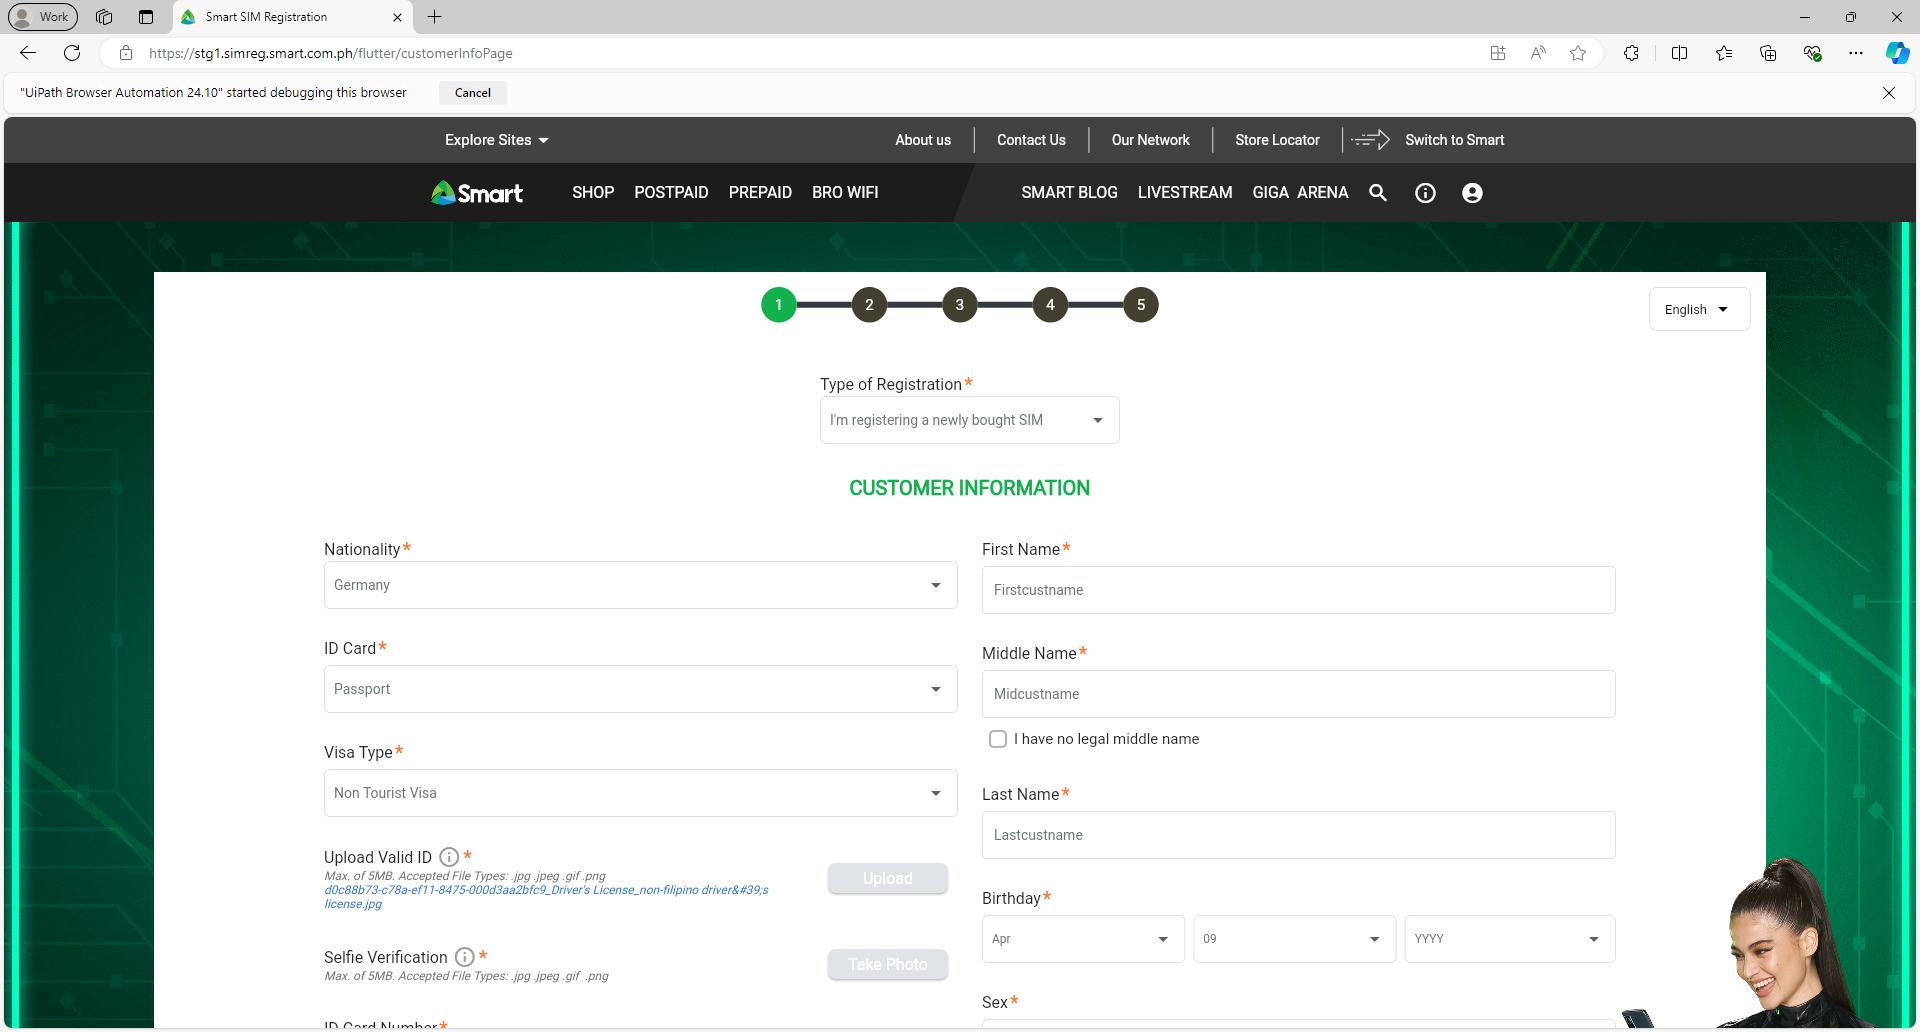 Work
Smart SIM Registration
https://stg1.simreg.smart.com.ph/flutter/customerInfoPage
"UiPath Browser Automation 24.10" started debugging this browser
Cancel
Explore Sites
About us
Contact Us
Our Network
Store Locator
Switch to Smart
Smart
SHOP
POSTPAID
PREPAID
BRO WIFI
SMART BLOG
LIVESTREAM
GIGA ARENA
1
2
3
4
5
English
Type of Registration*
I'm registering a newly bought SIM
CUSTOMER INFORMATION
Nationality*
Germany
ID Card*
Passport
Visa Type*
Non Tourist Visa
Upload Valid ID *
Max. of 5MB. Accepted File Types: .jpg .jpeg .gif .png
d0c88b73-c78a-ef11-8475-000d3aa2bfc9_Driver's License_non-filipino driver&#39;s
license.jpg
Upload
Selfie Verification *
Max. of 5MB. Accepted File Types: .jpg .jpeg .gif .png
Take Photo
ID Card Number*
First Name*
Firstcustname
Middle Name*
Midcustname
I have no legal middle name
Last Name*
Lastcustname
Birthday*
Apr
09
YYYY
Sex*